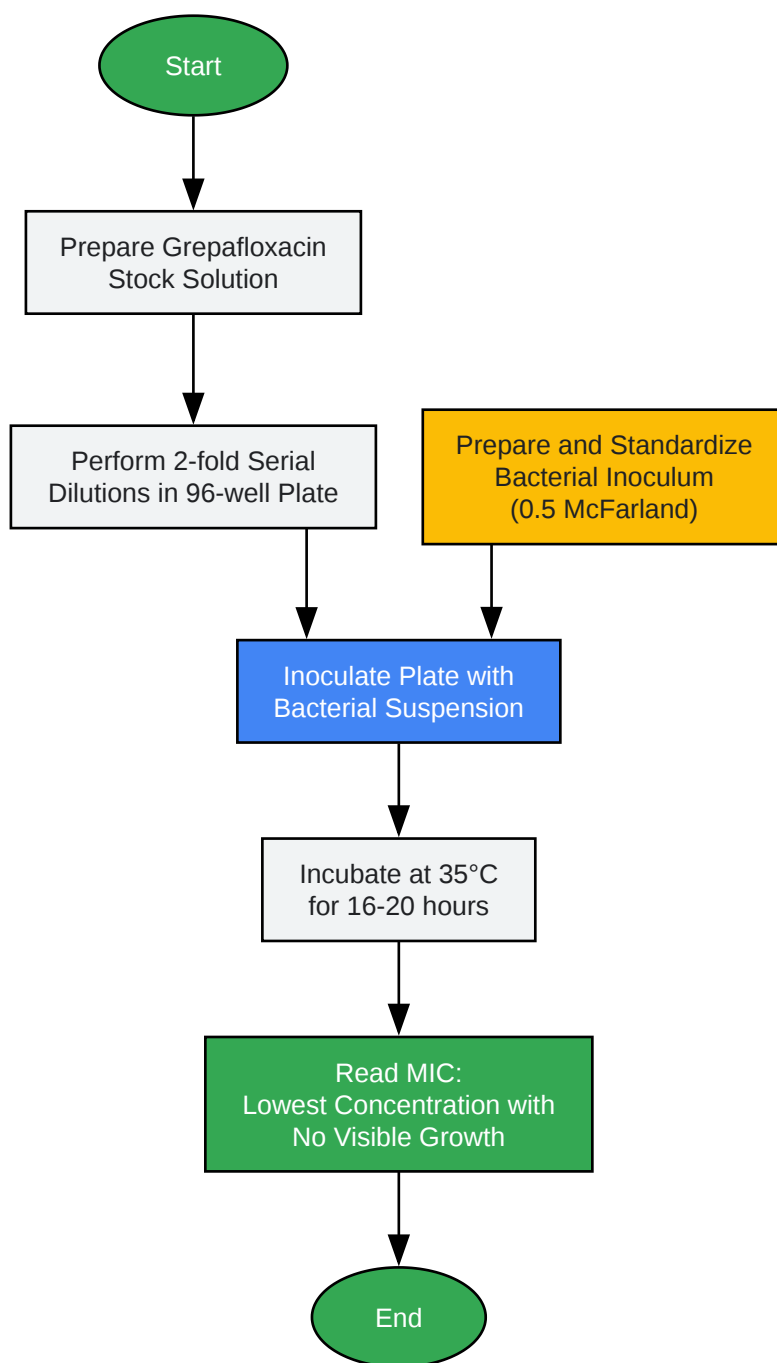 Start
Prepare Grepafloxacin
Stock Solution
Perform 2-fold Serial
Dilutions in 96-well Plate
Prepare and Standardize
Bacterial Inoculum
(0.5 McFarland)
Inoculate Plate with
Bacterial Suspension
Incubate at 35°C
for 16-20 hours
Read MIC:
Lowest Concentration with
No Visible Growth
End